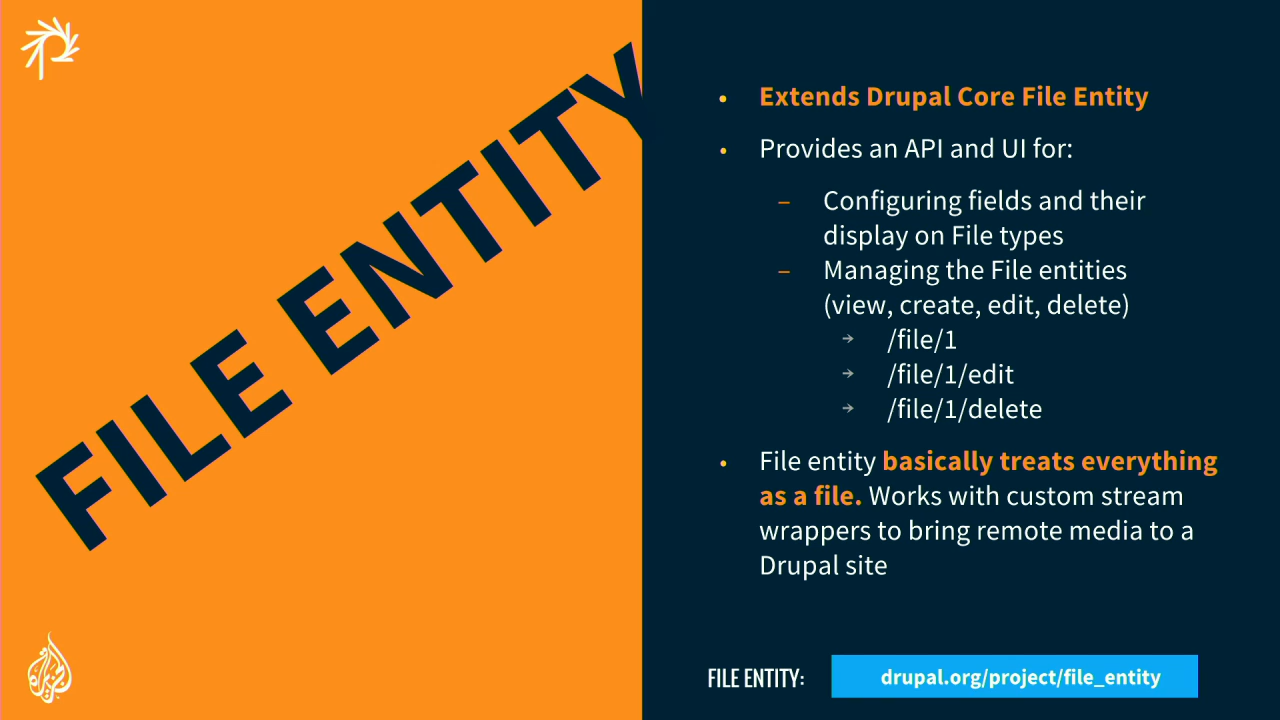 FILE ENTITY
• Extends Drupal Core File Entity
• Provides an API and UI for:
– Configuring fields and their
display on File types
– Managing the File entities
(view, create, edit, delete)
→ /file/1
→ /file/1/edit
→ /file/1/delete
• File entity basically treats everything
as a file. Works with custom stream
wrappers to bring remote media to a
Drupal site
FILE ENTITY: drupal.org/project/file_entity